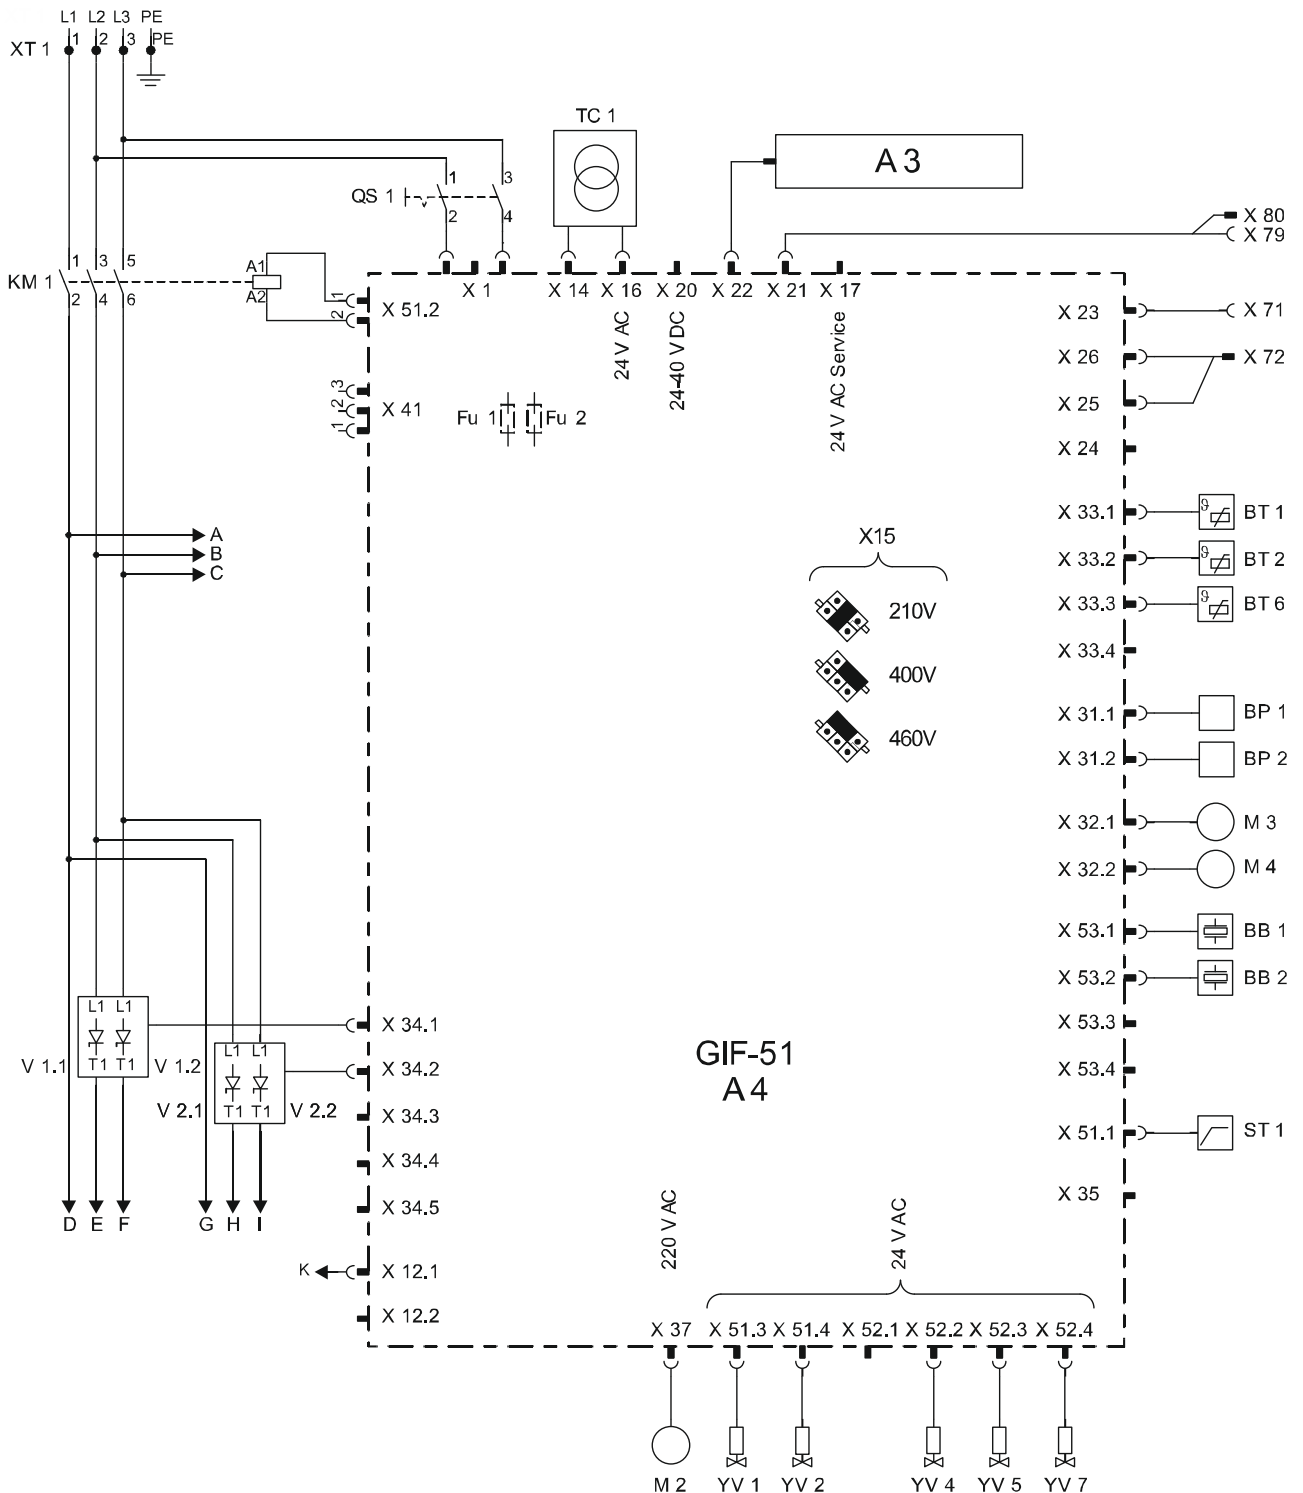 L1 L2 L3 PE
XT 1 1 2 3 PE
TC 1
A 3
QS 1 1 3
2 4
X 80
X 79
KM 1 1 3 5 A1
2 4 6 A2
X 1 X 14 X 16 X 20 X 22 X 21 X 17
24 V AC
24-40 V DC
24 V AC Service
1
2
X 51.2
3
2
1
X 41
Fu 1 Fu 2
X 23 X 71
X 26 X 72
X 25
X 24
A
B
C
X15
210V
400V
460V
X 33.1 ϑ BT 1
X 33.2 ϑ BT 2
X 33.3 ϑ BT 6
X 33.4
X 31.1 BP 1
X 31.2 BP 2
X 32.1 M 3
X 32.2 M 4
X 53.1 BB 1
X 53.2 BB 2
X 53.3
X 53.4
X 51.1 ST 1
X 35
L1 L1
V 1.1 T1 T1 V 1.2
L1 L1
V 2.1 T1 T1 V 2.2
X 34.1
X 34.2
X 34.3
X 34.4
X 34.5
GIF-51
A 4
D E F G H I
K X 12.1
X 12.2
220 V AC
24 V AC
X 37 X 51.3 X 51.4 X 52.1 X 52.2 X 52.3 X 52.4
M 2 YV 1 YV 2 YV 4 YV 5 YV 7